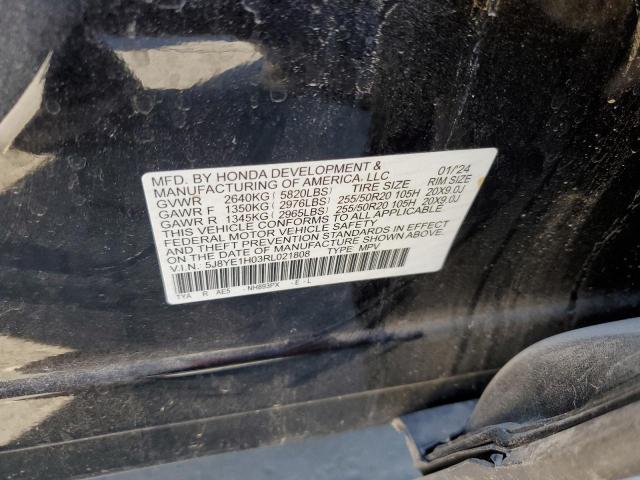 MFD. BY HONDA DEVELOPMENT &
MANUFACTURING OF AMERICA, LLC 01/'24
GVWR 2640KG ( 5820LBS) TIRE SIZE RIM SIZE
GAWR F 1350KG ( 2976LBS) 255/50R20 105H 20X9.0J
GAWR R 1345KG ( 2965LBS) 255/50R20 105H 20X9.0J
THIS VEHICLE CONFORMS TO ALL APPLICABLE
FEDERAL MOTOR VEHICLE SAFETY
AND THEFT PREVENTION STANDARDS IN EFFECT
ON THE DATE OF MANUFACTURE SHOWN ABOVE.
V.I.N.: 5J8YE1H03RL021808 TYPE: MPV
TYA R AE5 - NH893PX - E - L